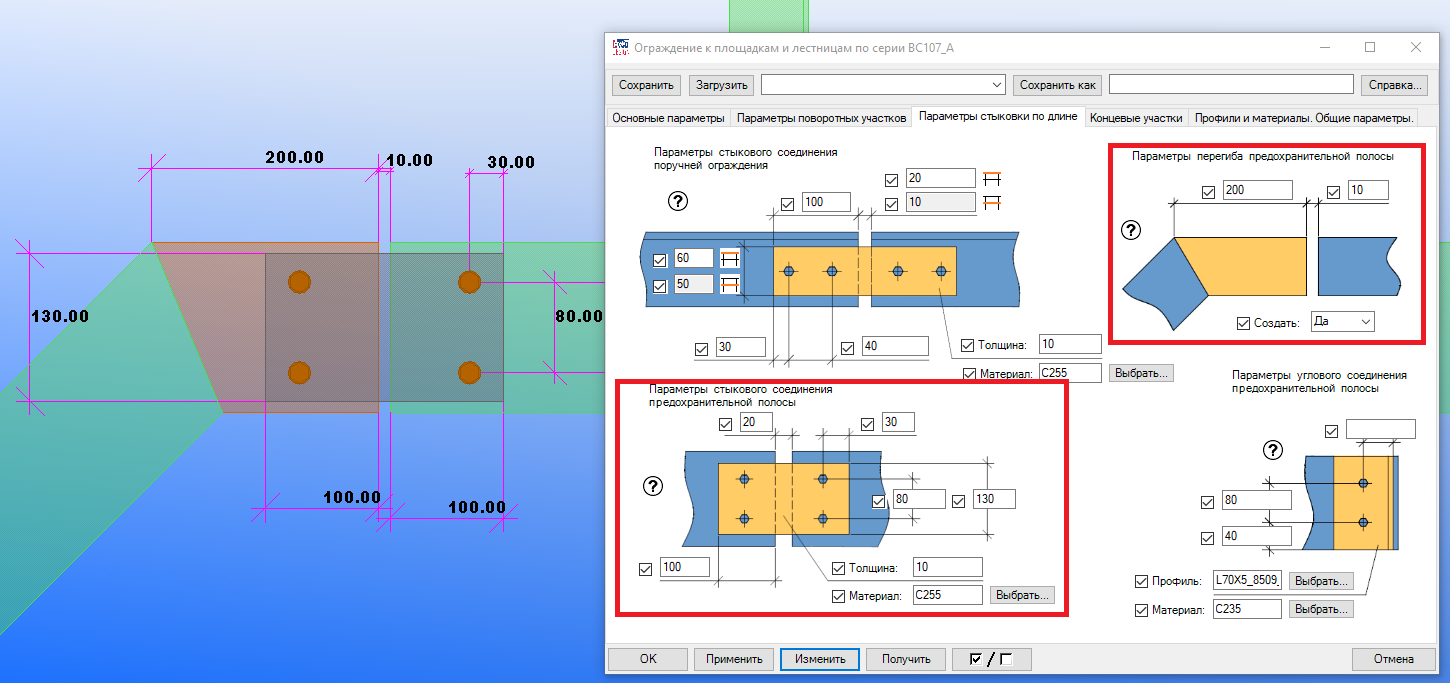 200.00
10.00
30.00
130.00
80.00
100.00
100.00
Ограждение к площадкам и лестницам по серии ВС107_А
Сохранить
Загрузить
Сохранить как
Справка...
Основные параметры
Параметры поворотных участков
Параметры стыковки по длине
Концевые участки
Профили и материалы. Общие параметры.
Параметры стыкового соединения
поручней ограждения
?
100
20
10
60
50
30
40
Толщина:
10
Материал:
C255
Выбрать...
Параметры перегиба предохранительной полосы
?
200
10
Создать:
Да
Параметры стыкового соединения
предохранительной полосы
?
20
30
80
130
100
Толщина:
10
Материал:
C255
Выбрать...
Параметры углового соединения
предохранительной полосы
?
80
40
Профиль:
L70X5_8509_
Выбрать...
Материал:
C235
Выбрать...
OK
Применить
Изменить
Получить
/
Отмена